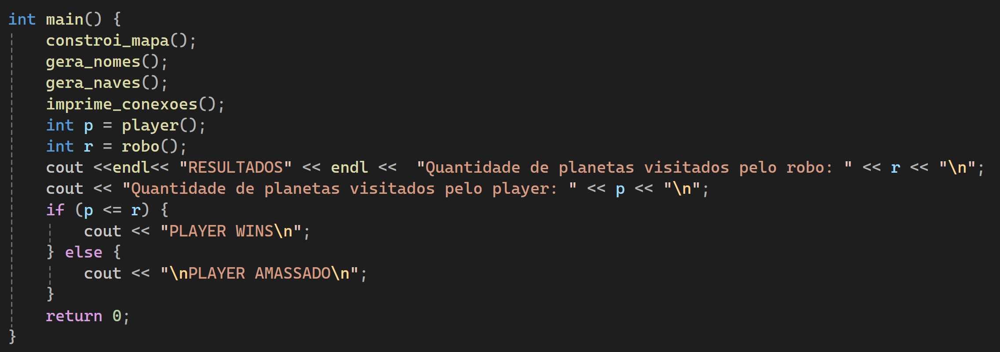 int main() {
    constroi_mapa();
    gera_nomes();
    gera_naves();
    imprime_conexoes();
    int p = player();
    int r = robo();
    cout <<endl<< "RESULTADOS" << endl <<  "Quantidade de planetas visitados pelo robo: " << r << "\n";
    cout << "Quantidade de planetas visitados pelo player: " << p << "\n";
    if (p <= r) {
        cout << "PLAYER WINS\n";
    } else {
        cout << "\nPLAYER AMASSADO\n";
    }
    return 0;
}